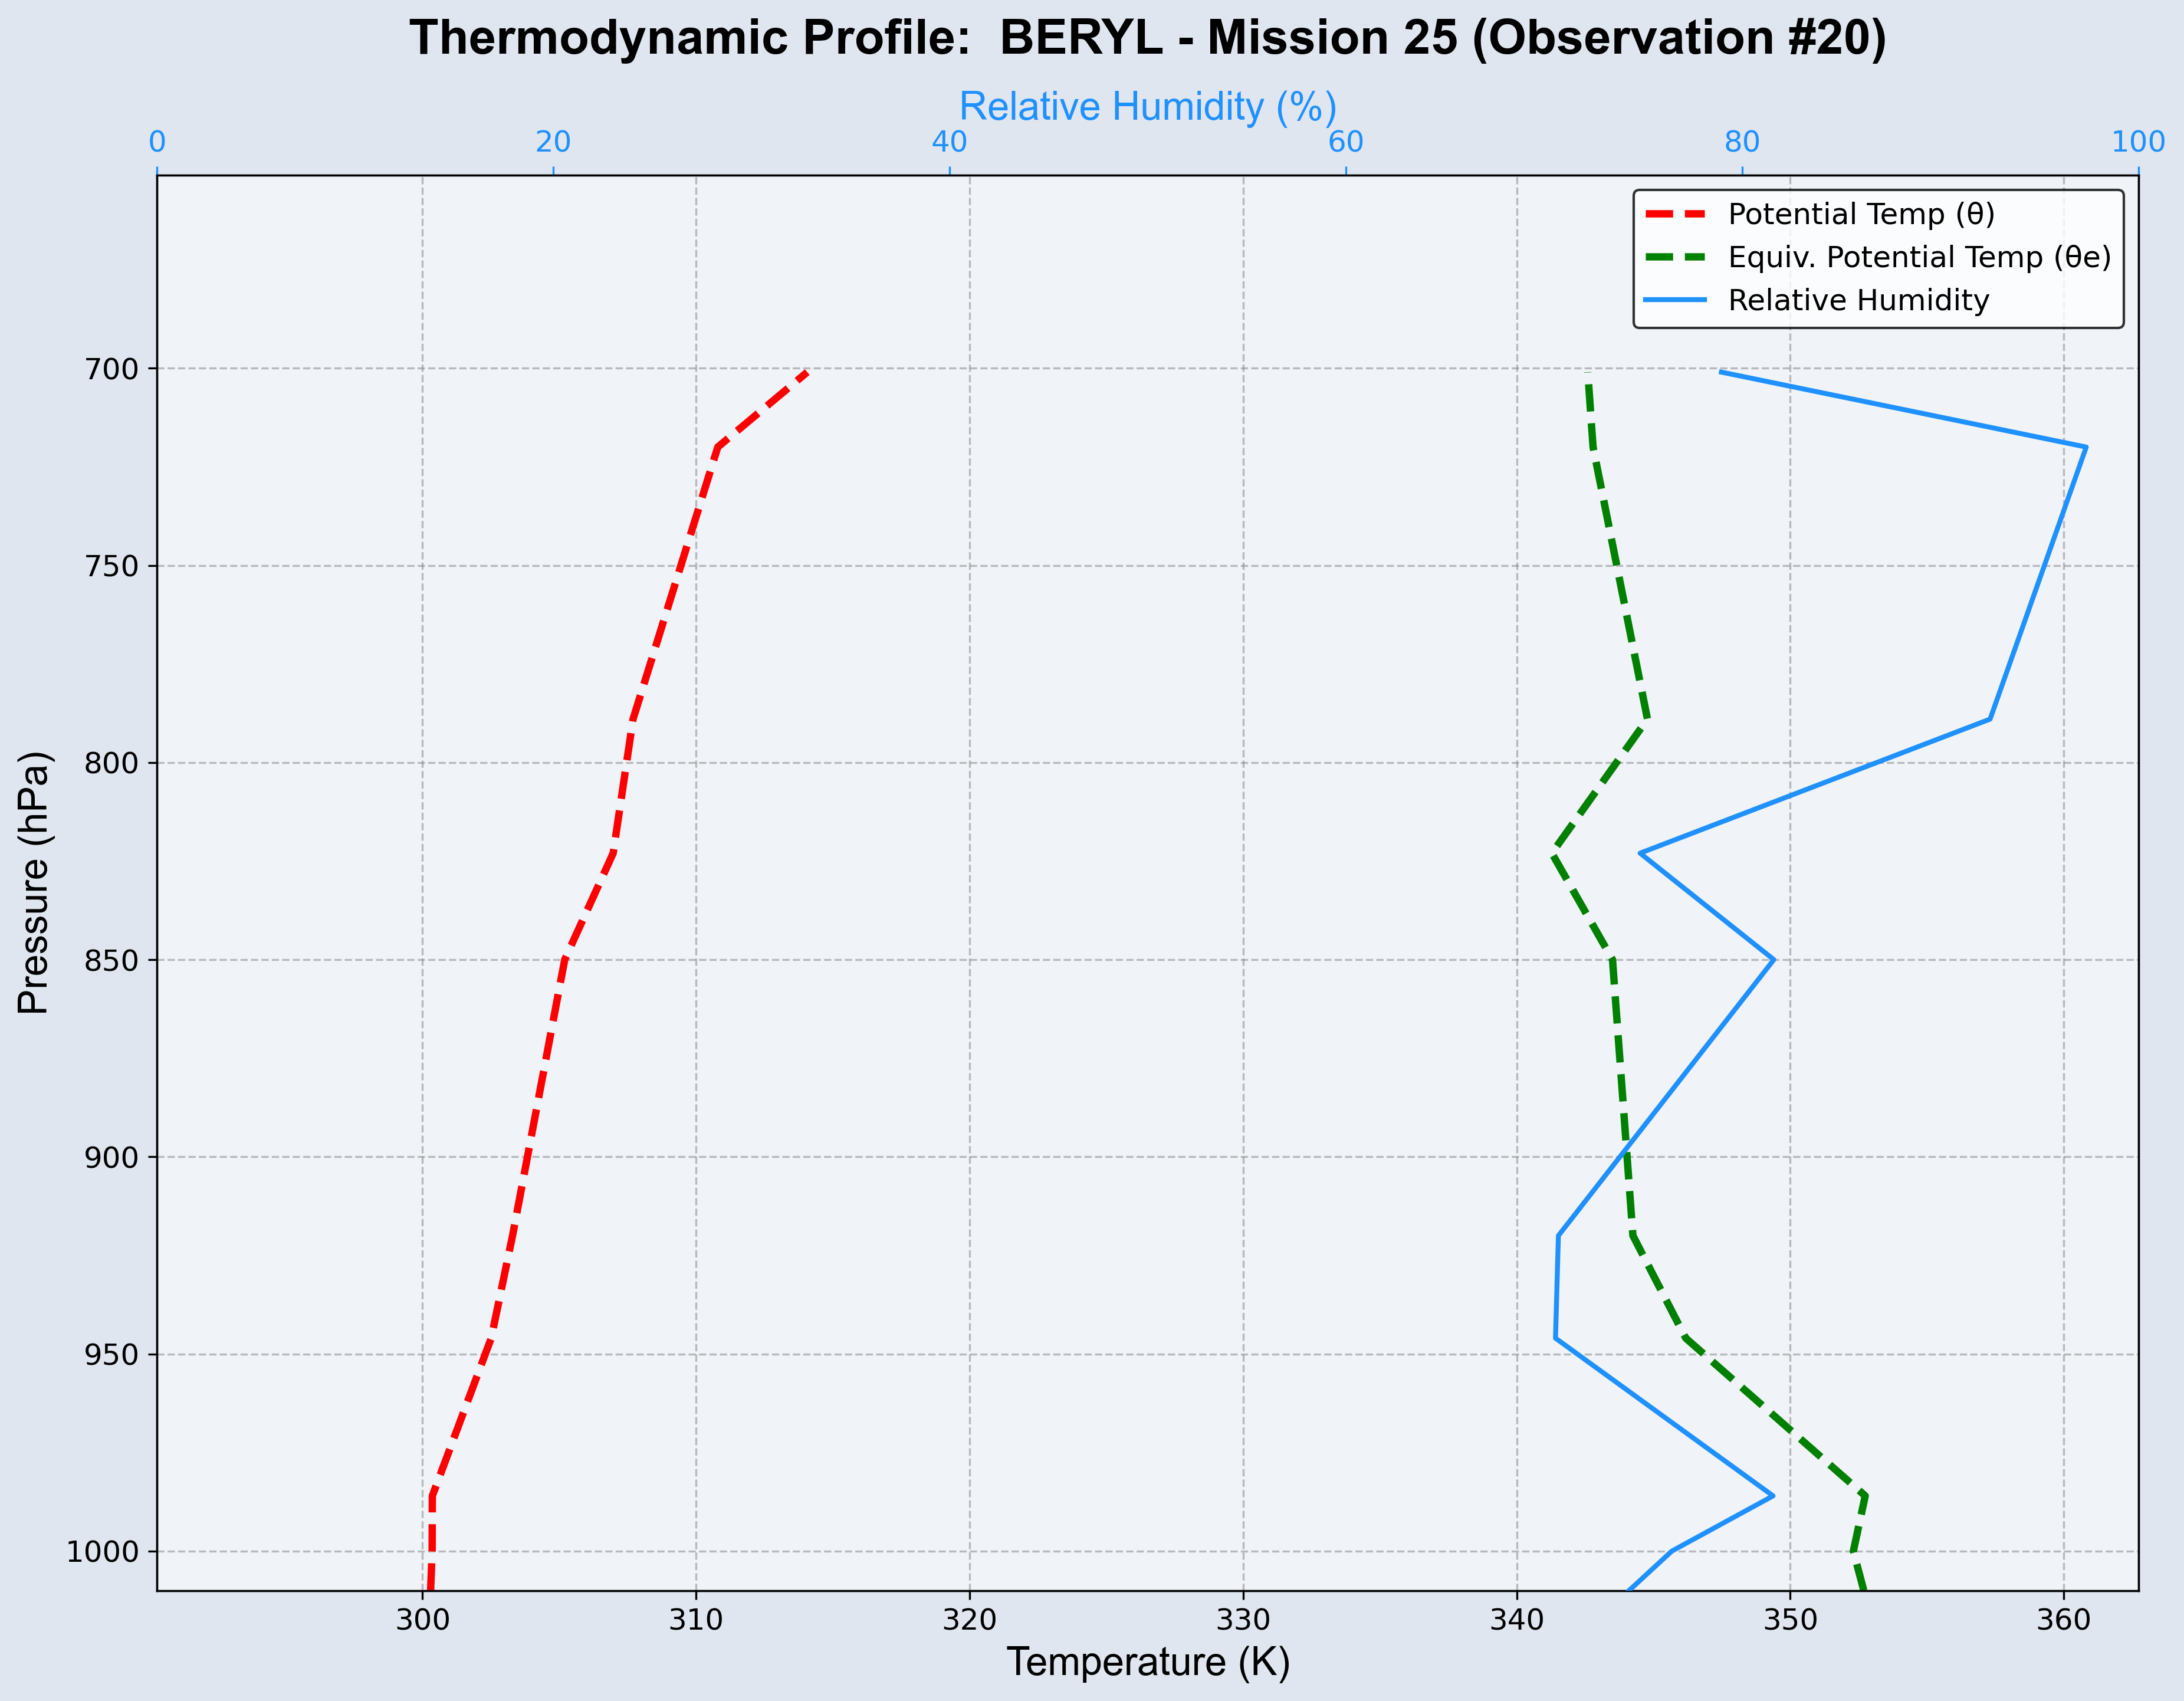 Thermodynamic Profile:  BERYL - Mission 25 (Observation #20)
Relative Humidity (%)
0 20 40 60 80 100
Potential Temp (θ)
Equiv. Potential Temp (θe)
Relative Humidity
700
750
800
850
900
950
1000
Pressure (hPa)
300 310 320 330 340 350 360
Temperature (K)